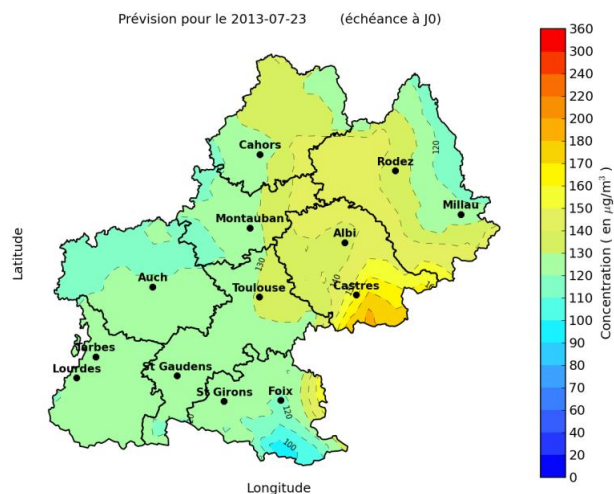 Prévision pour le 2013-07-23 (échéance à J0)
Latitude
Longitude
Cahors
Rodez
120
Millau
Montauban
Albi
130
140
Auch
Toulouse
Castres
Tarbes
Lourdes
St Gaudens
St Girons
Foix
120
100
360
300
240
200
190
180
170
160
150
140
130
120
110
100
90
80
70
60
40
20
0
Concentration ( en µg/m³ )